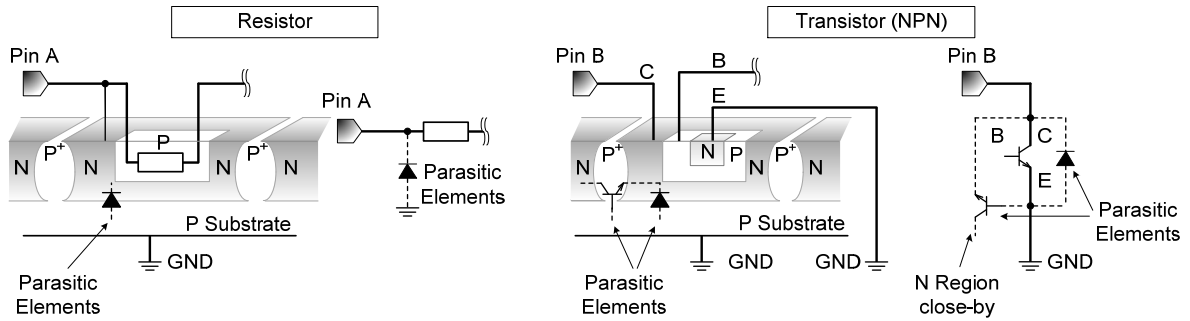 Resistor
Transistor (NPN)
Pin A
Pin B
C
B
E
Pin B
Pin A
N
P+
N
P
P+
N
N
P+
N
P
P+
N
N
B
C
E
Parasitic
Elements
P Substrate
P Substrate
GND
GND
GND
GND
Parasitic
Elements
Parasitic
Elements
Parasitic
Elements
N Region
close-by